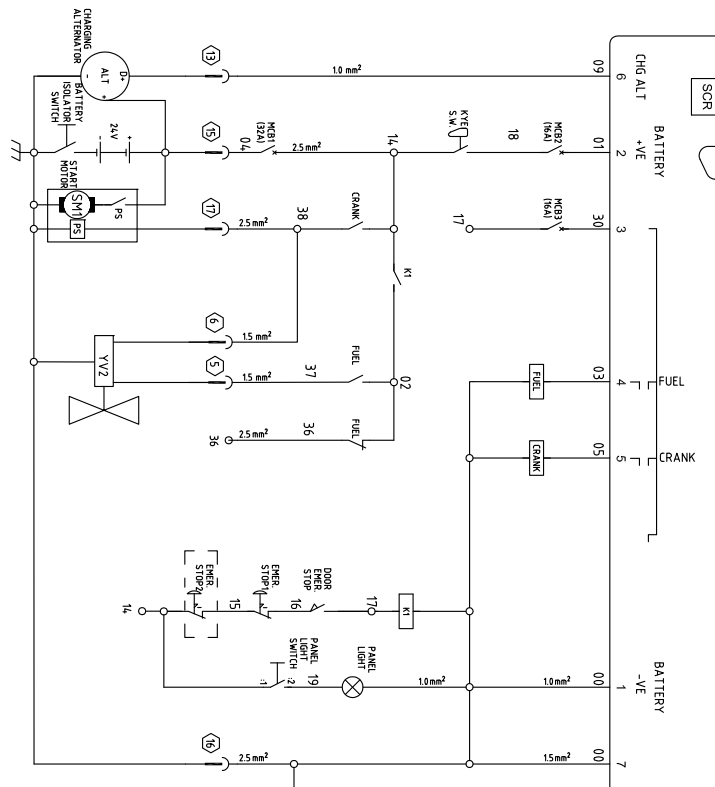 SCR
CHG ALT
6
09
1.0 mm²
13
CHARGING
ALTERNATOR
D+
ALT
-
+
BATTERY
+VE
2
01
MCB2
(16A)
18
KYE
S.W.
14
2.5 mm²
MCB1
(32A)
04
15
24V
+
-
BATTERY
ISOLATOR
SWITCH
3
30
MCB3
(16A)
17
CRANK
38
2.5 mm²
17
START
MOTOR
SM1
PS
PS
K1
1.5 mm²
6
FUEL
4
03
FUEL
02
FUEL
37
1.5 mm²
5
YV2
FUEL
36
2.5 mm²
36
CRANK
5
05
CRANK
K1
17
DOOR
EMER.
STOP
16
EMER.
STOP1
15
EMER.
STOP2
14
BATTERY
-VE
1
00
1.0 mm²
1.0 mm²
PANEL
LIGHT
19
PANEL
LIGHT
SWITCH
:2
:1
7
00
1.5 mm²
2.5 mm²
16